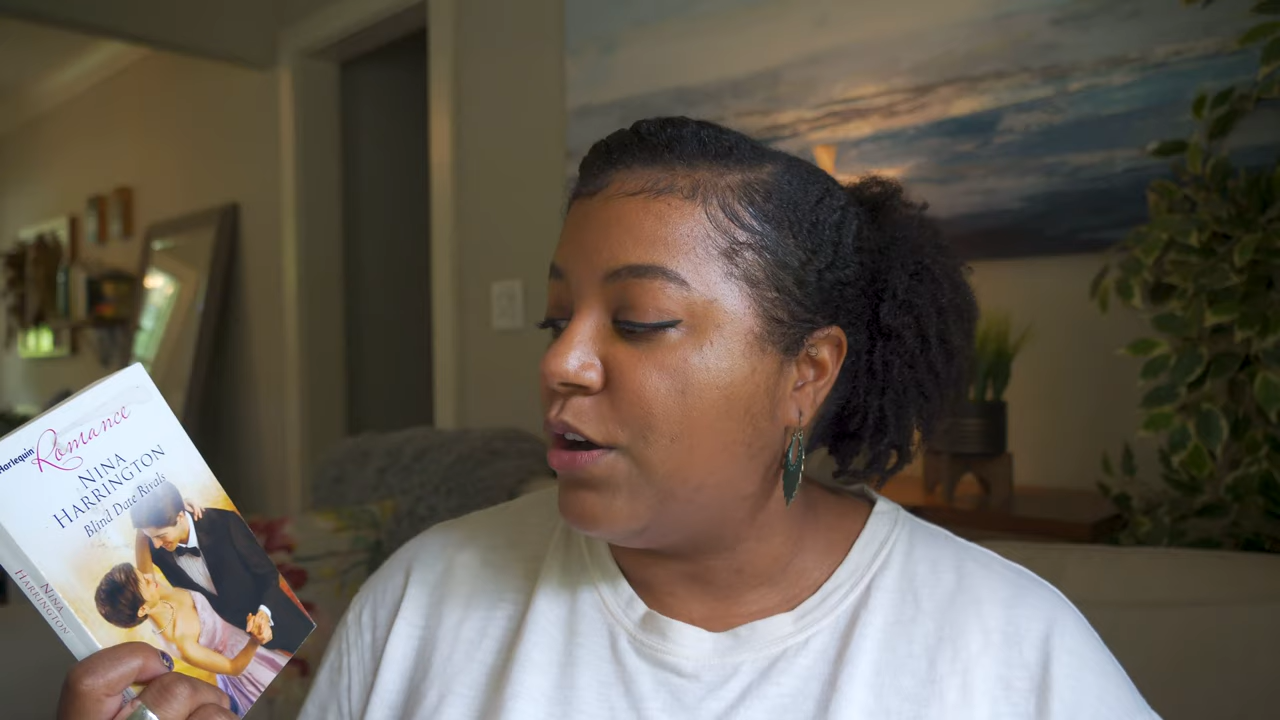 Harlequin Romance
NINA
HARRINGTON
Blind Date Rivals
NINA
HARRINGTON